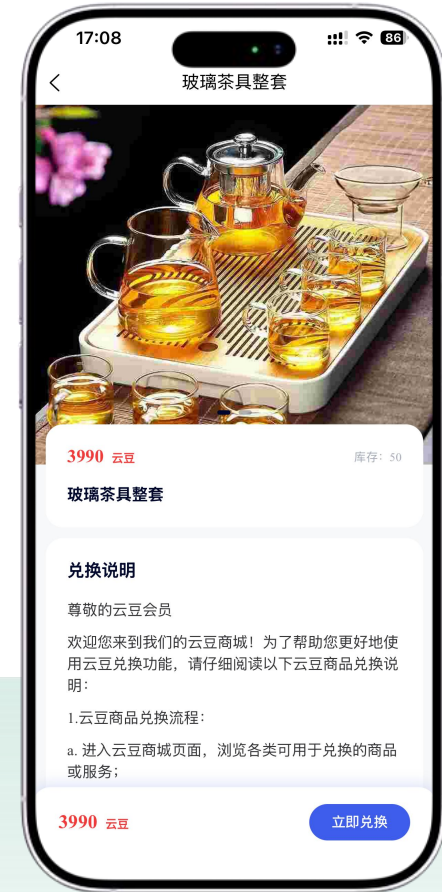 17:08
86
玻璃茶具整套
3990 云豆
库存：50
玻璃茶具整套
兑换说明
尊敬的云豆会员
欢迎您来到我们的云豆商城！为了帮助您更好地使
用云豆兑换功能，请仔细阅读以下云豆商品兑换说
明：
1.云豆商品兑换流程：
a. 进入云豆商城页面，浏览各类可用于兑换的商品
或服务；
3990 云豆
立即兑换